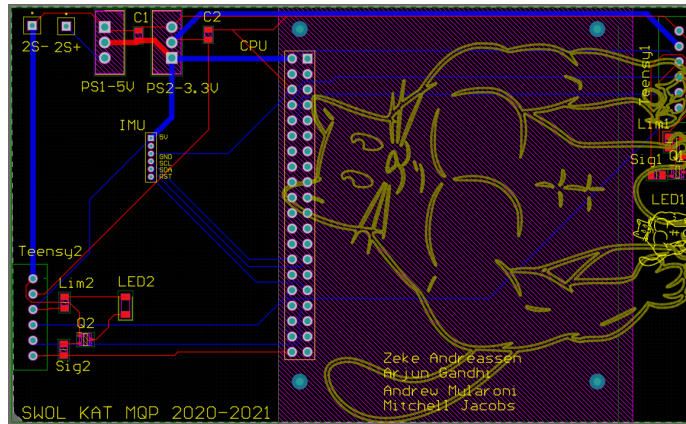 C1
C2
2S-
2S+
CPU
PS1-5V
PS2-3.3V
Teensy1
IMU
5V
GND
SCL
SDA
RST
Lim1
Q1
Sig1
LED1
Teensy2
Lim2
LED2
Q2
Sig2
Zeke Andreassen
Arjun Gandhi
Andrew Mularoni
Mitchell Jacobs
SWOL KAT MQP 2020-2021